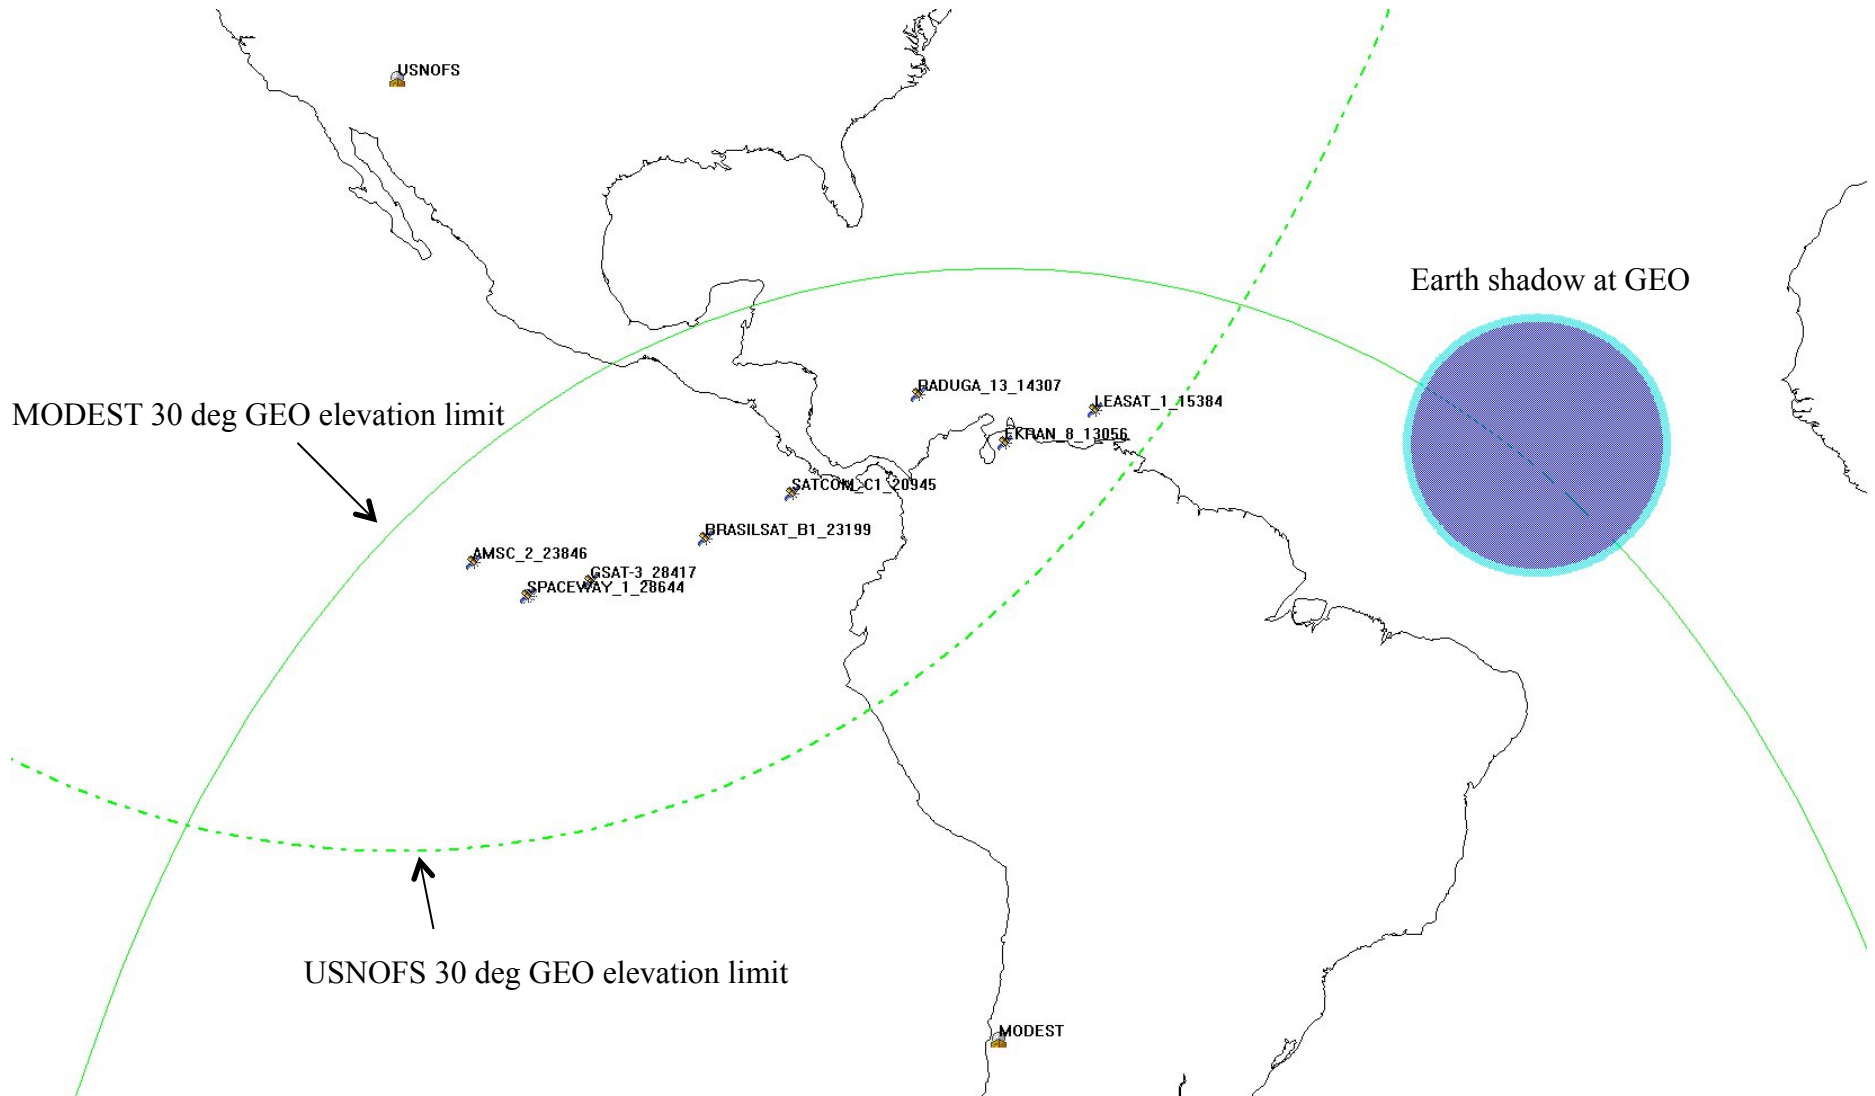 USNOFS
Earth shadow at GEO
RADUGA_13_14307
LEASAT_1_15384
MODEST 30 deg GEO elevation limit
EKRAN_8_13056
SATCOM_C1_20945
BRASILSAT_B1_23199
AMSC_2_23846
GSAT-3_28417
SPACEWAY_1_28644
USNOFS 30 deg GEO elevation limit
MODEST